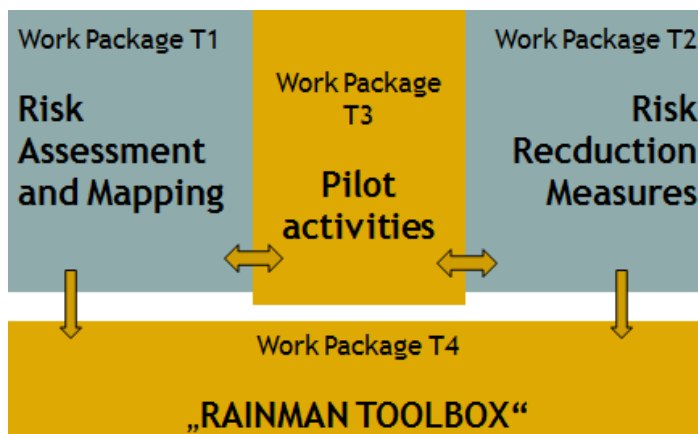 Work Package T1
Risk
Assessment
and Mapping
Work Package
T3
Pilot
activities
Work Package T2
Risk
Recduction
Measures
Work Package T4
„RAINMAN TOOLBOX“